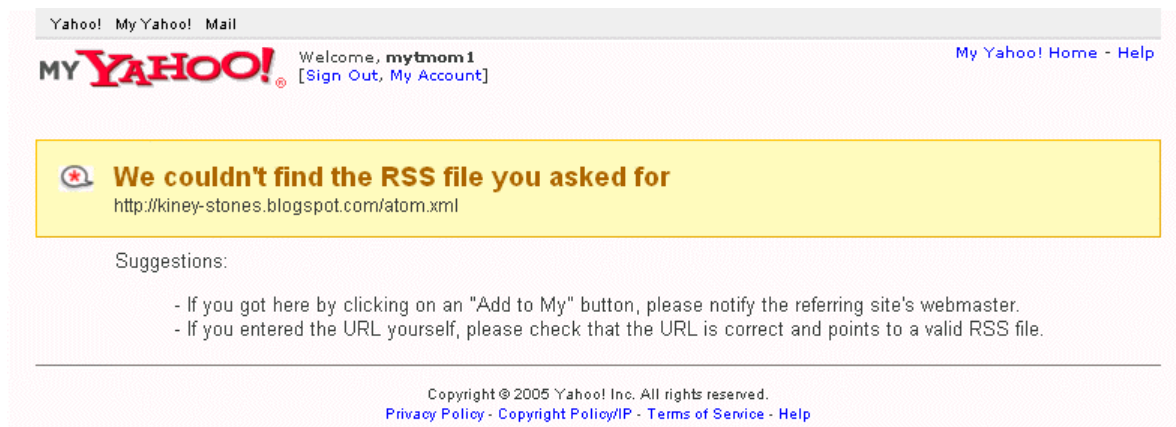 Yahoo! My Yahoo! Mail
MY YAHOO!® Welcome, mytmom1
[Sign Out, My Account]
My Yahoo! Home - Help
We couldn't find the RSS file you asked for
http://kiney-stones.blogspot.com/atom.xml
Suggestions:
- If you got here by clicking on an "Add to My" button, please notify the referring site's webmaster.
- If you entered the URL yourself, please check that the URL is correct and points to a valid RSS file.
Copyright © 2005 Yahoo! Inc. All rights reserved.
Privacy Policy - Copyright Policy/IP - Terms of Service - Help